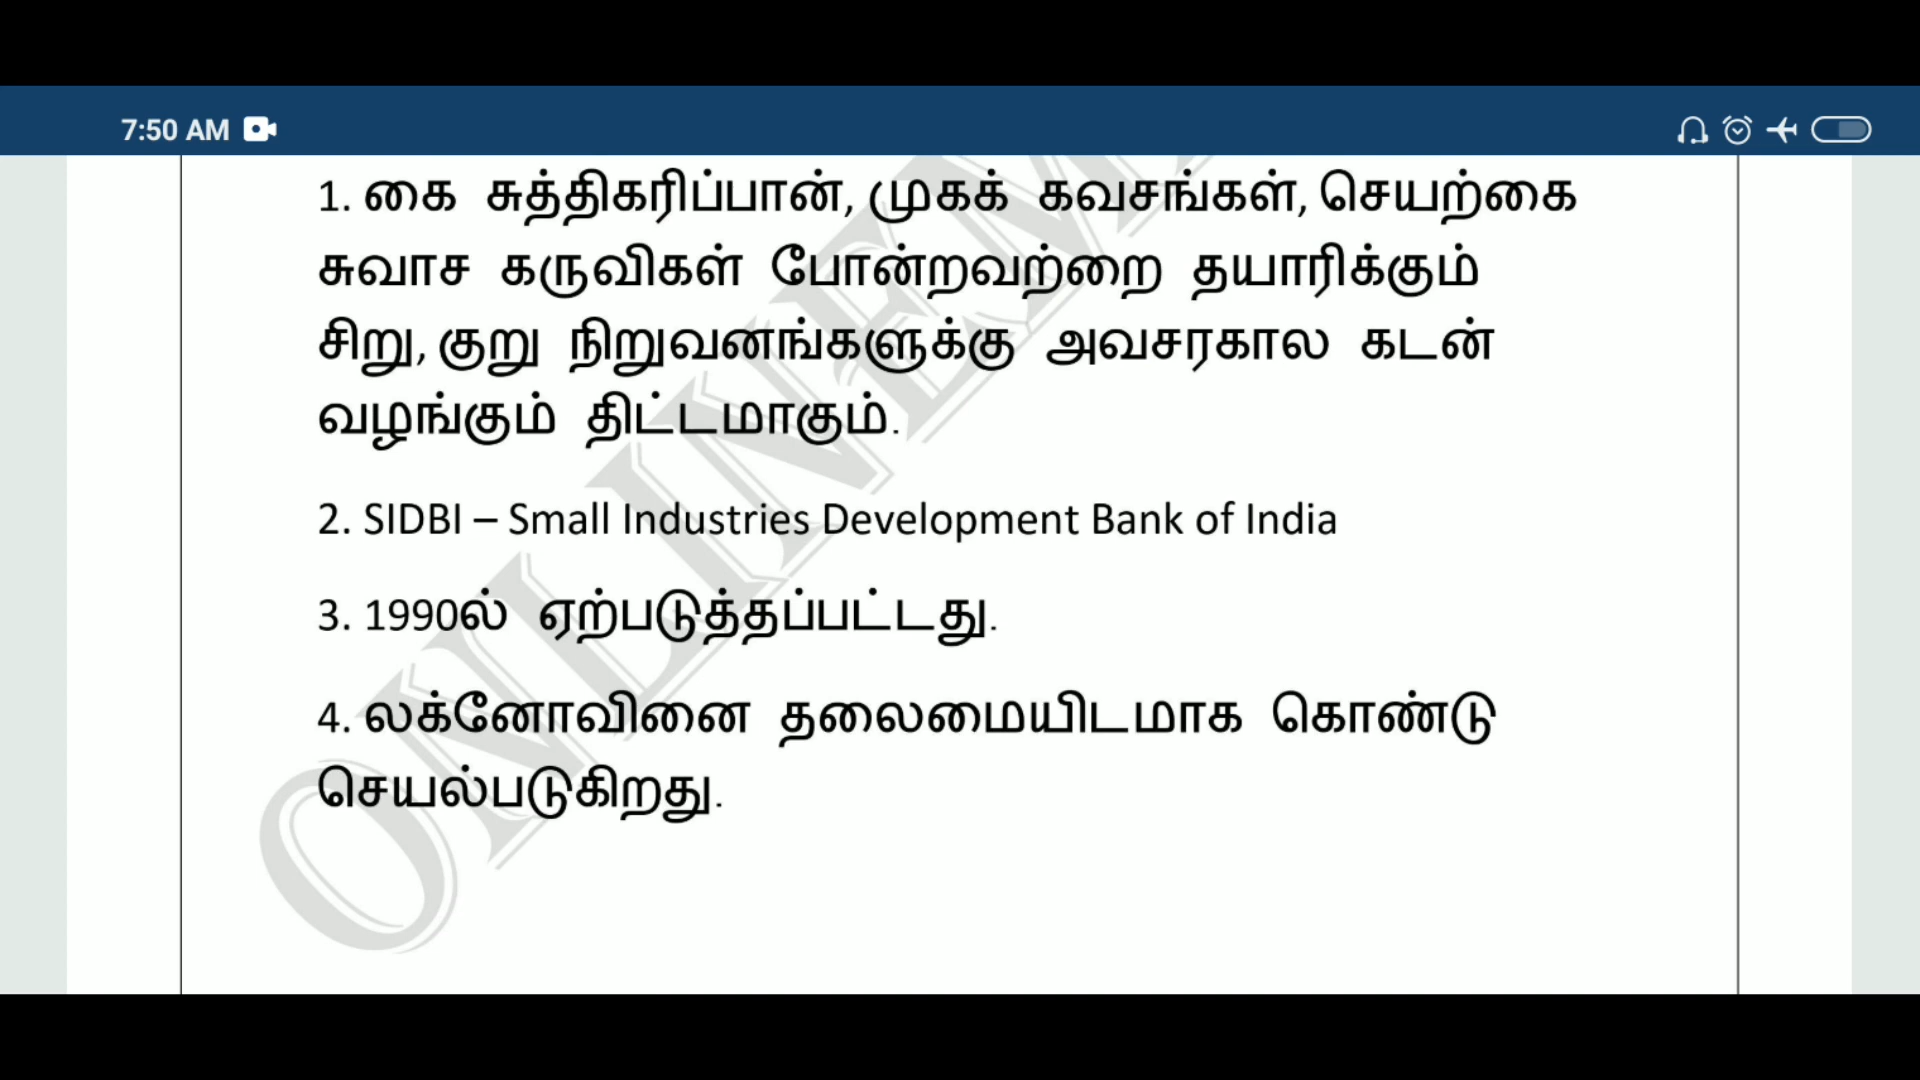 7:50 AM
1. கை சுத்திகரிப்பான், முகக் கவசங்கள், செயற்கை
சுவாச கருவிகள் போன்றவற்றை தயாரிக்கும்
சிறு, குறு நிறுவனங்களுக்கு அவசரகால கடன்
வழங்கும் திட்டமாகும்.
2. SIDBI – Small Industries Development Bank of India
3. 1990ல் ஏற்படுத்தப்பட்டது.
4. லக்னோவினை தலைமையிடமாக கொண்டு
செயல்படுகிறது.